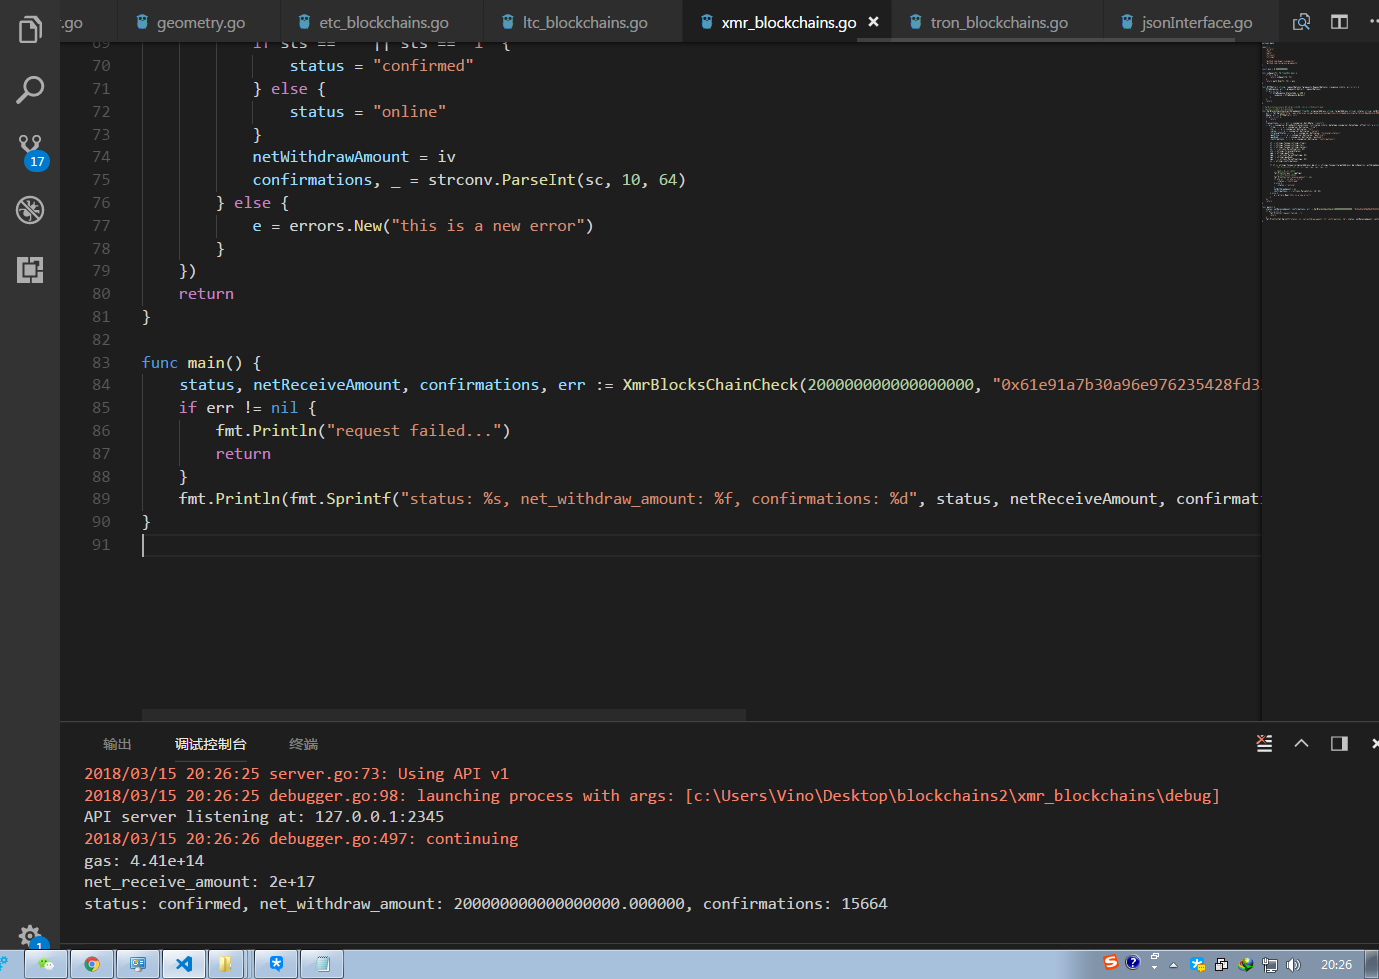 .go geometry.go etc_blockchains.go ltc_blockchains.go xmr_blockchains.go × tron_blockchains.go jsonInterface.go
70 status = "confirmed"
71 } else {
72 status = "online"
73 }
74 netWithdrawAmount = iv
75 confirmations, _ = strconv.ParseInt(sc, 10, 64)
76 } else {
77 e = errors.New("this is a new error")
78 }
79 })
80 return
81 }
82
83 func main() {
84 status, netReceiveAmount, confirmations, err := XmrBlocksChainCheck(200000000000000000, "0x61e91a7b30a96e976235428fd3
85 if err != nil {
86 fmt.Println("request failed...")
87 return
88 }
89 fmt.Println(fmt.Sprintf("status: %s, net_withdraw_amount: %f, confirmations: %d", status, netReceiveAmount, confirmati
90 }
91
17
输出 调试控制台 终端
2018/03/15 20:26:25 server.go:73: Using API v1
2018/03/15 20:26:25 debugger.go:98: launching process with args: [c:\Users\Vino\Desktop\blockchains2\xmr_blockchains\debug]
API server listening at: 127.0.0.1:2345
2018/03/15 20:26:26 debugger.go:497: continuing
gas: 4.41e+14
net_receive_amount: 2e+17
status: confirmed, net_withdraw_amount: 200000000000000000.000000, confirmations: 15664
1
20:26